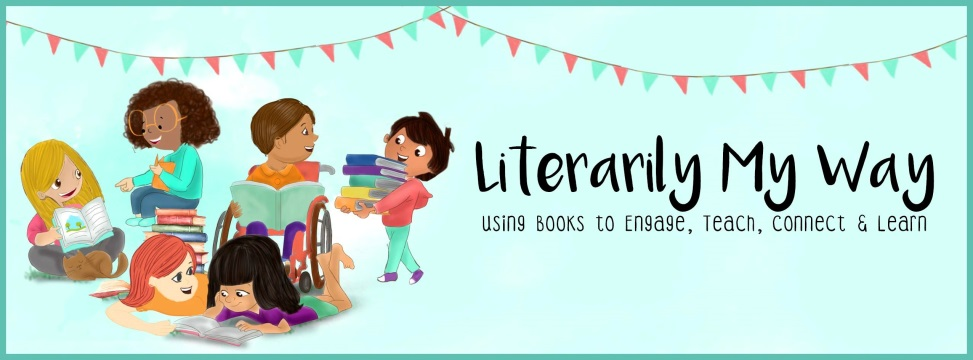 Literarily My Way
Using Books to Engage, Teach, Connect & Learn